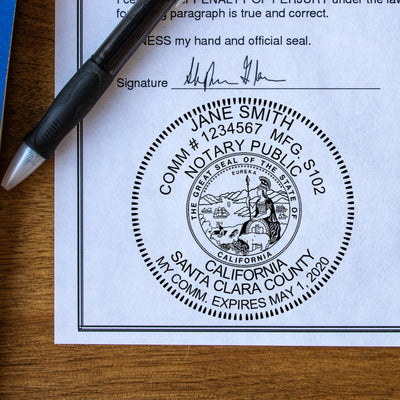 PENALTY OF PERJURY under the law
paragraph is true and correct.
my hand and official seal.
Signature
JANE SMITH
COMM # 1234567 MFG. S102
NOTARY PUBLIC
THE GREAT SEAL OF THE STATE OF CALIFORNIA
EUREKA
CALIFORNIA
SANTA CLARA COUNTY
MY COMM. EXPIRES MAY 1, 2020